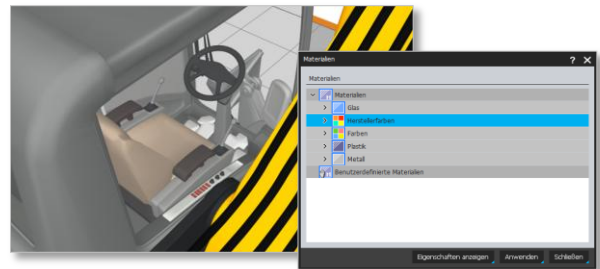 Materialien
Materialien
Materialien
Glas
Herstellerfarben
Farben
Plastik
Metall
Benutzerdefinierte Materialien
Eigenschaften anzeigen Anwenden Schließen